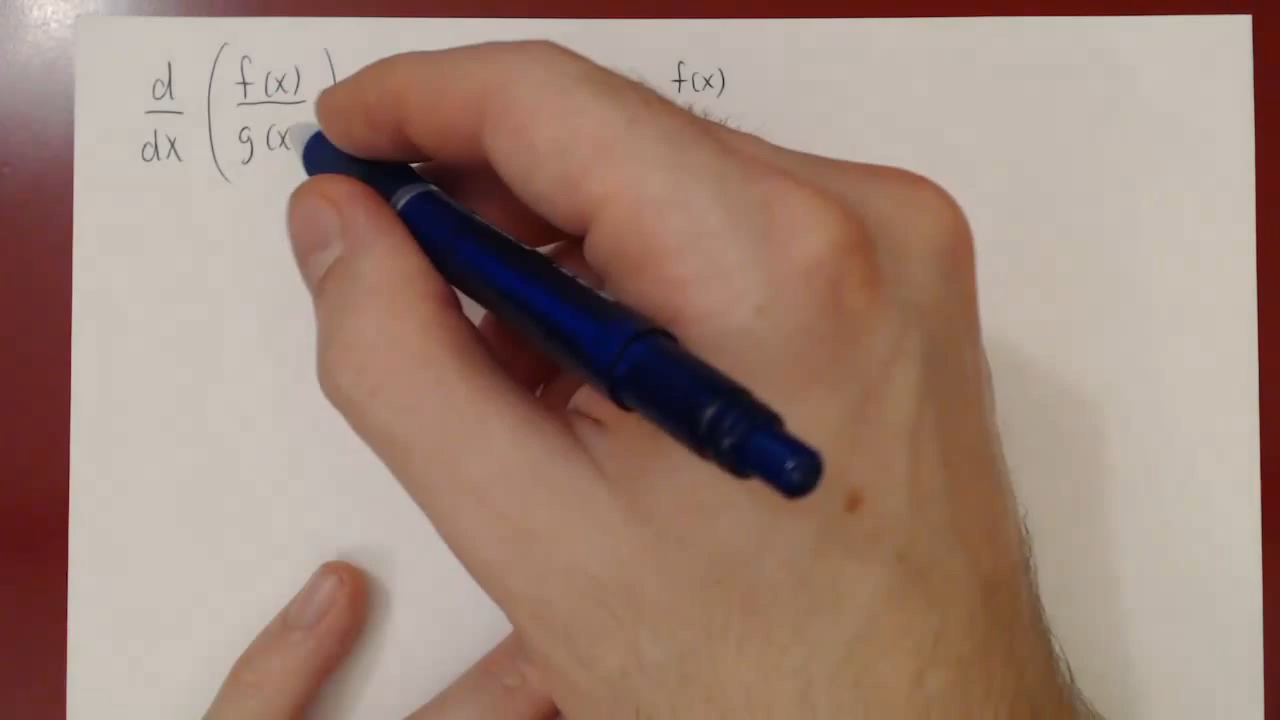 d/dx ( f(x)/g(x ) f(x)